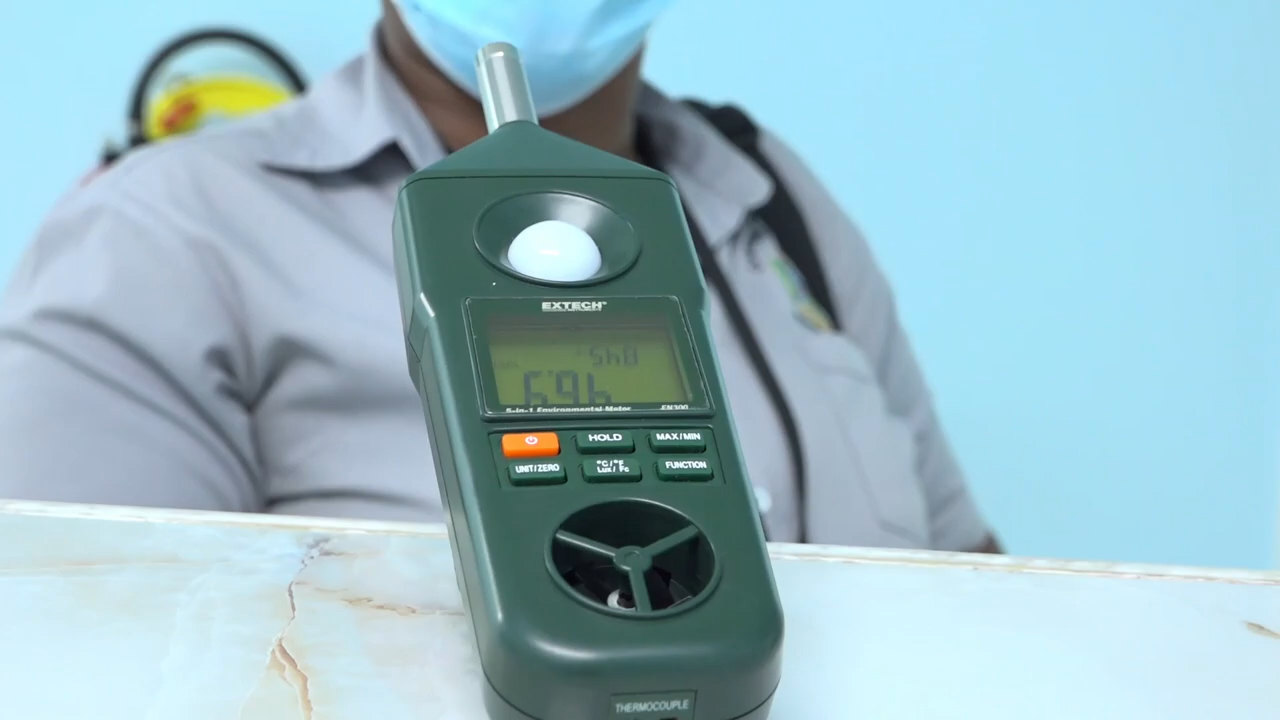 EXTECH
5-in-1 Environmental Meter EN300
HOLD MAX/MIN
UNIT/ZERO °C/°F Lux/Fc FUNCTION
THERMOCOUPLE